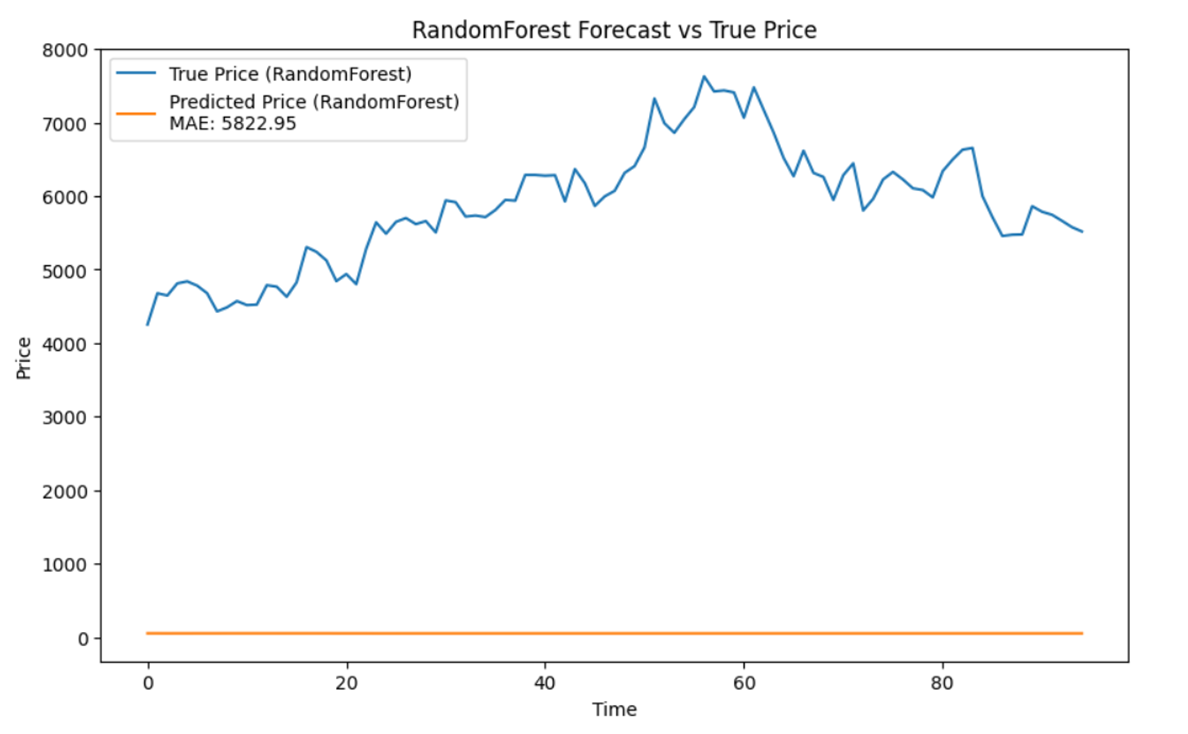 RandomForest Forecast vs True Price
True Price (RandomForest)
Predicted Price (RandomForest)
MAE: 5822.95
8000
7000
6000
5000
4000
3000
2000
1000
0
Price
0 20 40 60 80
Time